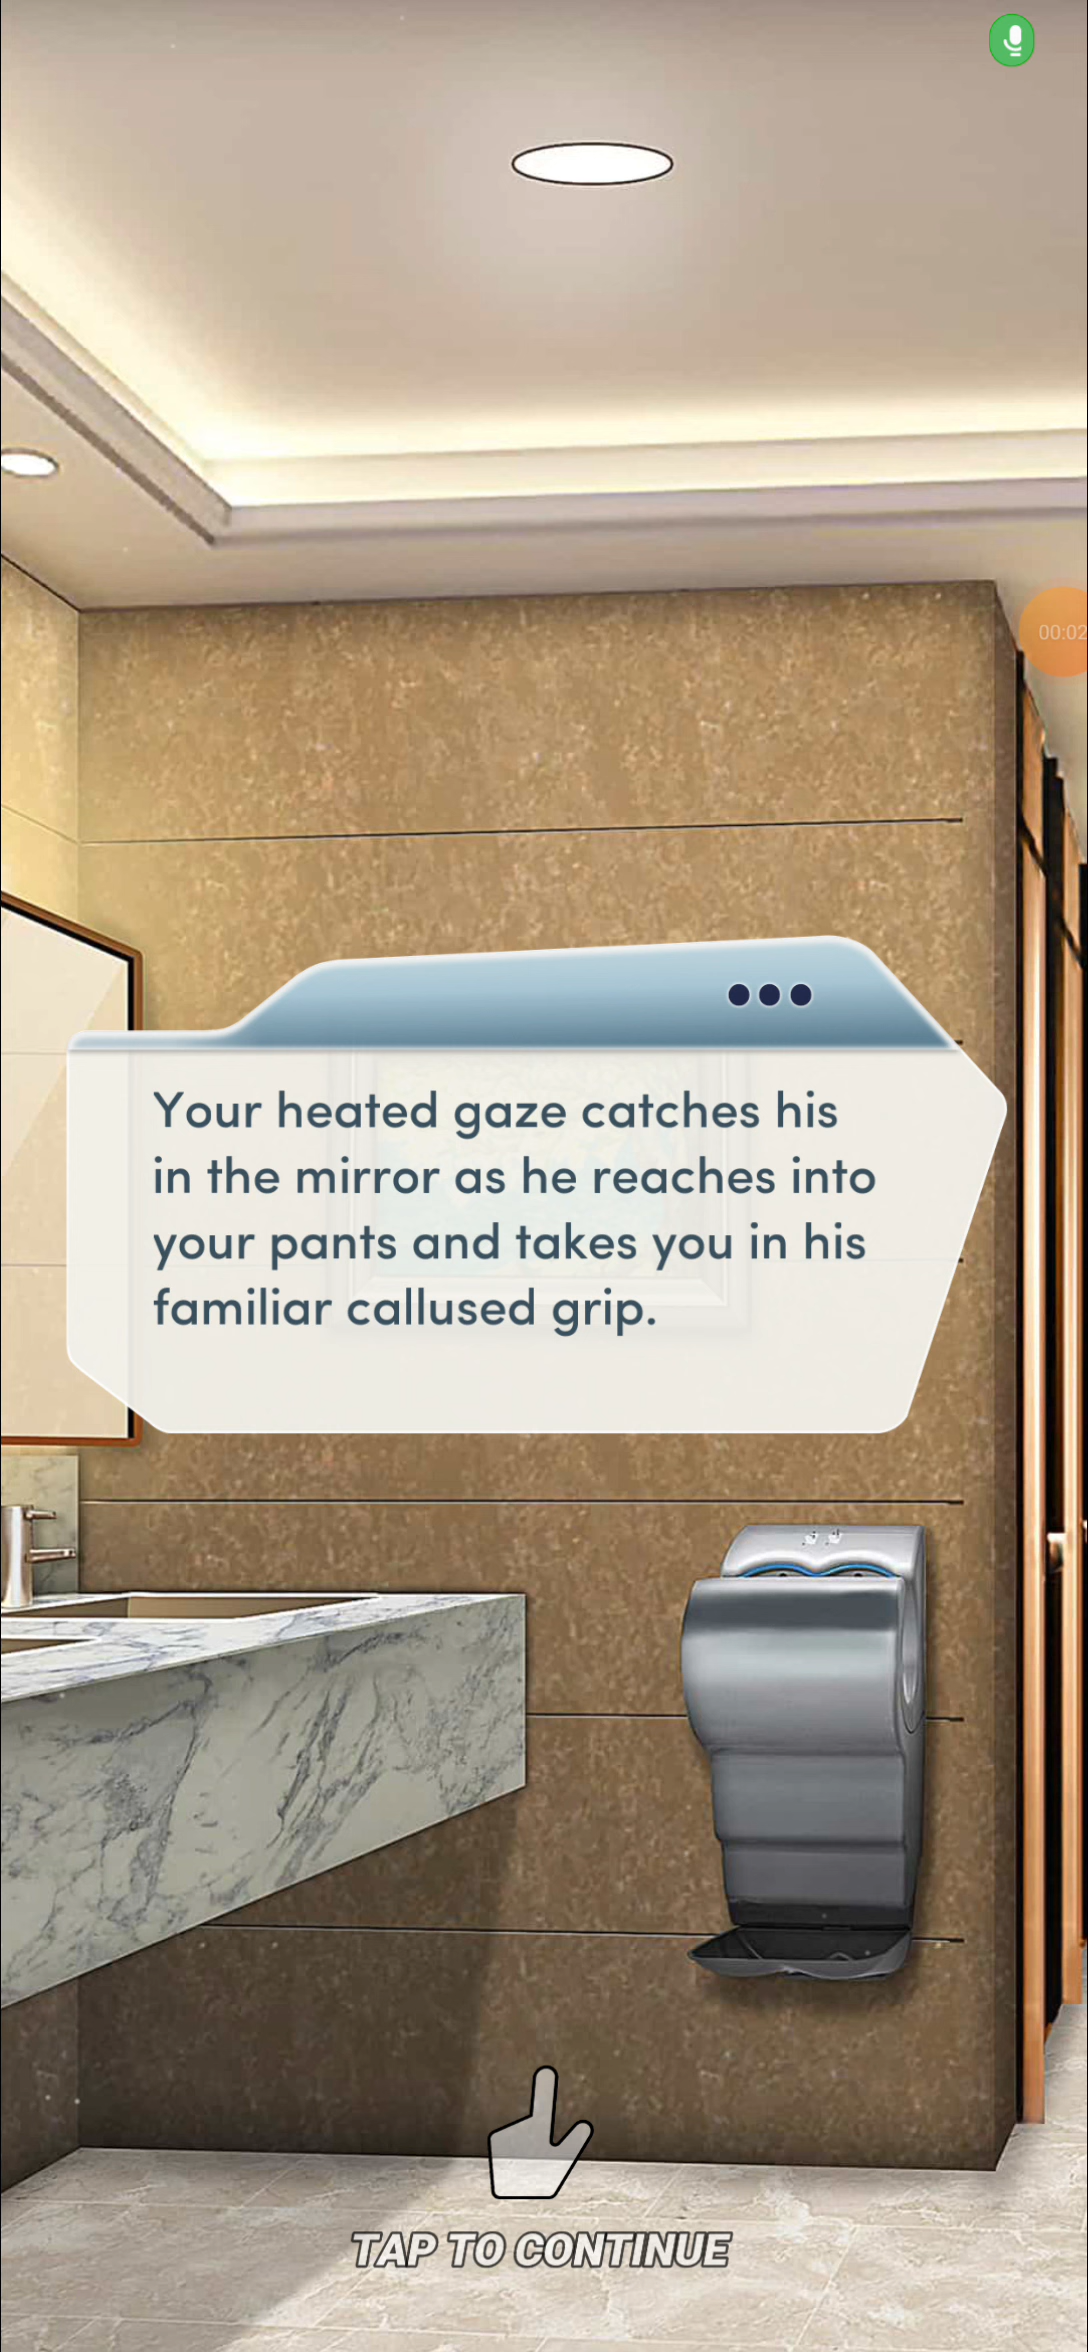 00:02
Your heated gaze catches his
in the mirror as he reaches into
your pants and takes you in his
familiar callused grip.
TAP TO CONTINUE